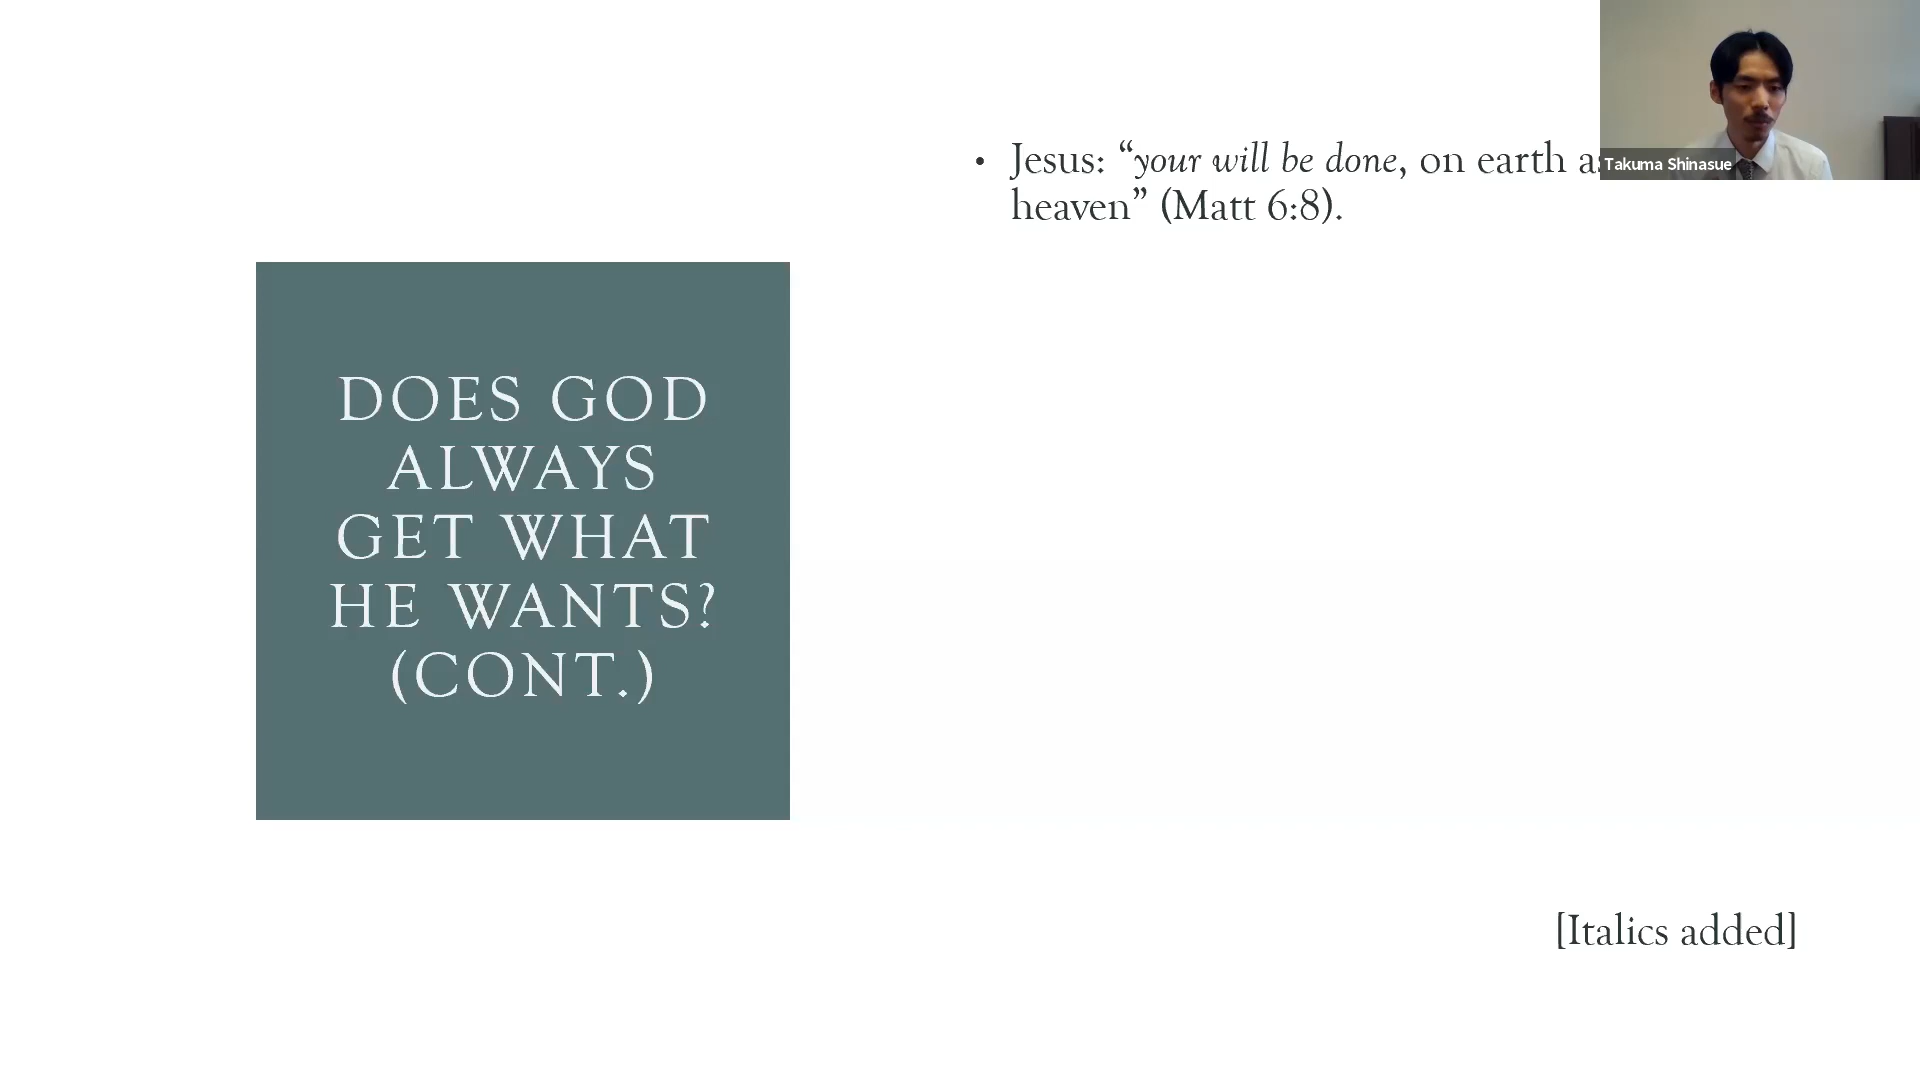 Jesus: “your will be done, on earth as
heaven” (Matt 6:8).
Takuma Shinasue
DOES GOD
ALWAYS
GET WHAT
HE WANTS?
(CONT.)
[Italics added]